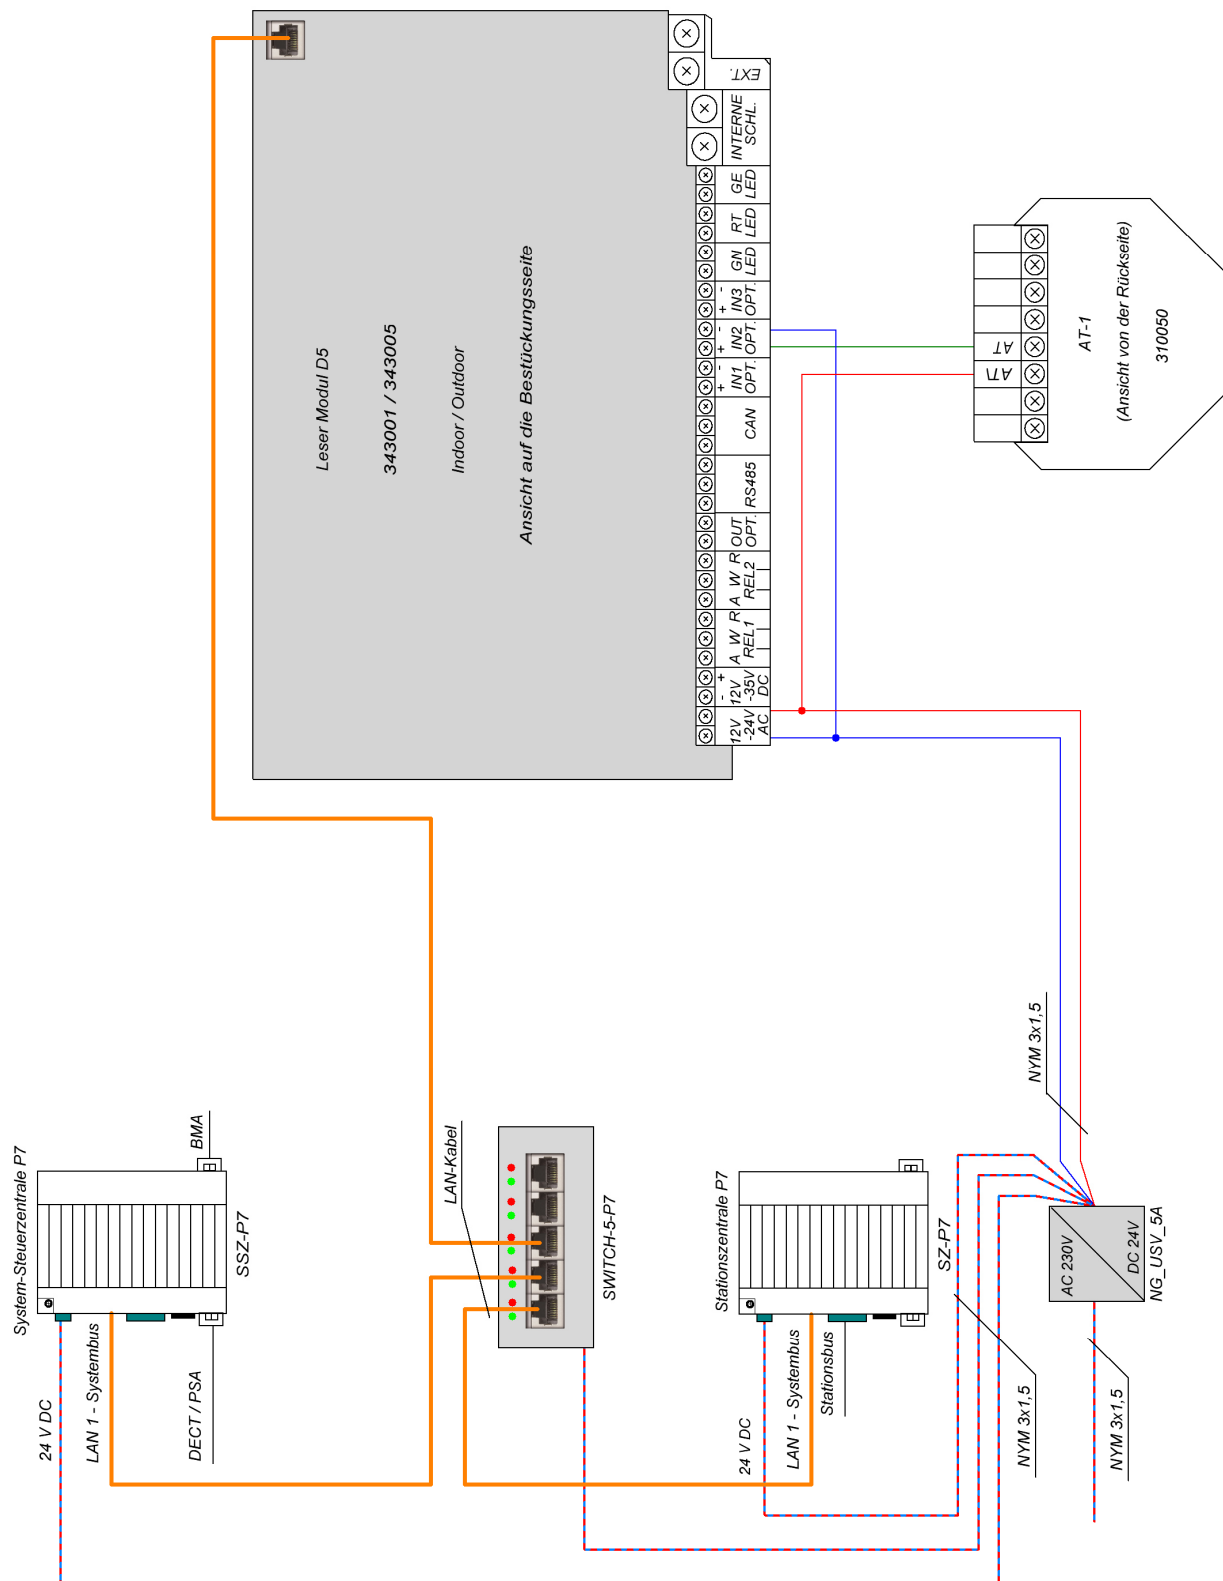 Leser Modul D5
343001 / 343005
Indoor / Outdoor
Ansicht auf die Bestückungsseite
EXT.
INTERNE
SCHL.
GE
LED
RT
LED
GN
LED
+ -
IN3
OPT.
+ -
IN2
OPT.
+ -
IN1
OPT.
CAN
RS485
OUT
OPT.
A W R
REL2
A W R
REL1
- +
12V
-35V
DC
12V
-24V
AC
AT
AT\
AT-1
(Ansicht von der Rückseite)
310050
System-Steuerzentrale P7
BMA
SSZ-P7
24 V DC
LAN 1 - Systembus
DECT / PSA
LAN-Kabel
SWITCH-5-P7
Stationszentrale P7
SZ-P7
24 V DC
LAN 1 - Systembus
Stationsbus
NYM 3x1,5
AC 230V
DC 24V
NG_USV_5A
NYM 3x1,5
NYM 3x1,5